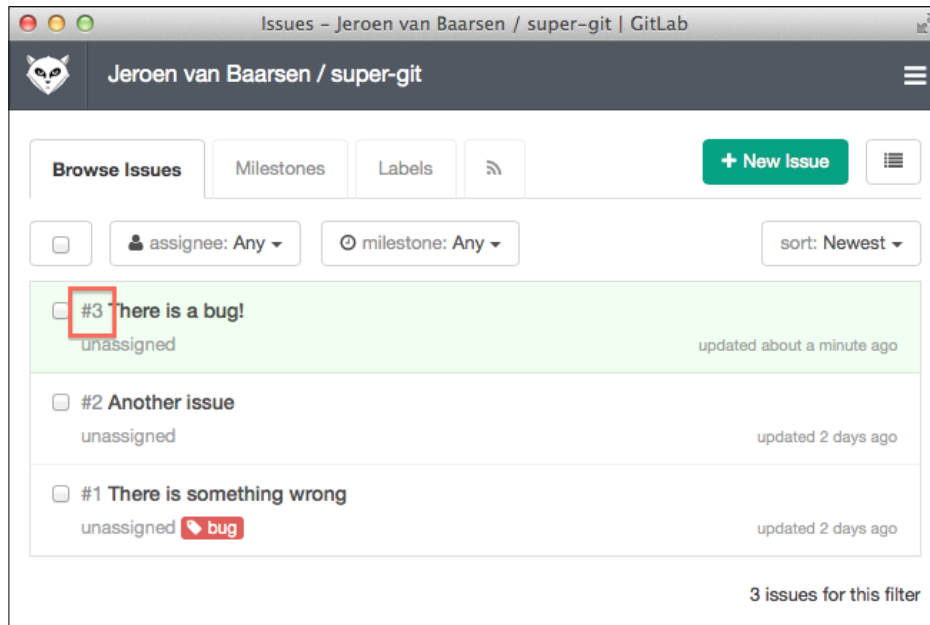 Issues – Jeroen van Baarsen / super-git | GitLab
Jeroen van Baarsen / super-git
Browse Issues Milestones Labels + New Issue
assignee: Any milestone: Any sort: Newest
#3 There is a bug!
unassigned updated about a minute ago
#2 Another issue
unassigned updated 2 days ago
#1 There is something wrong
unassigned bug updated 2 days ago
3 issues for this filter